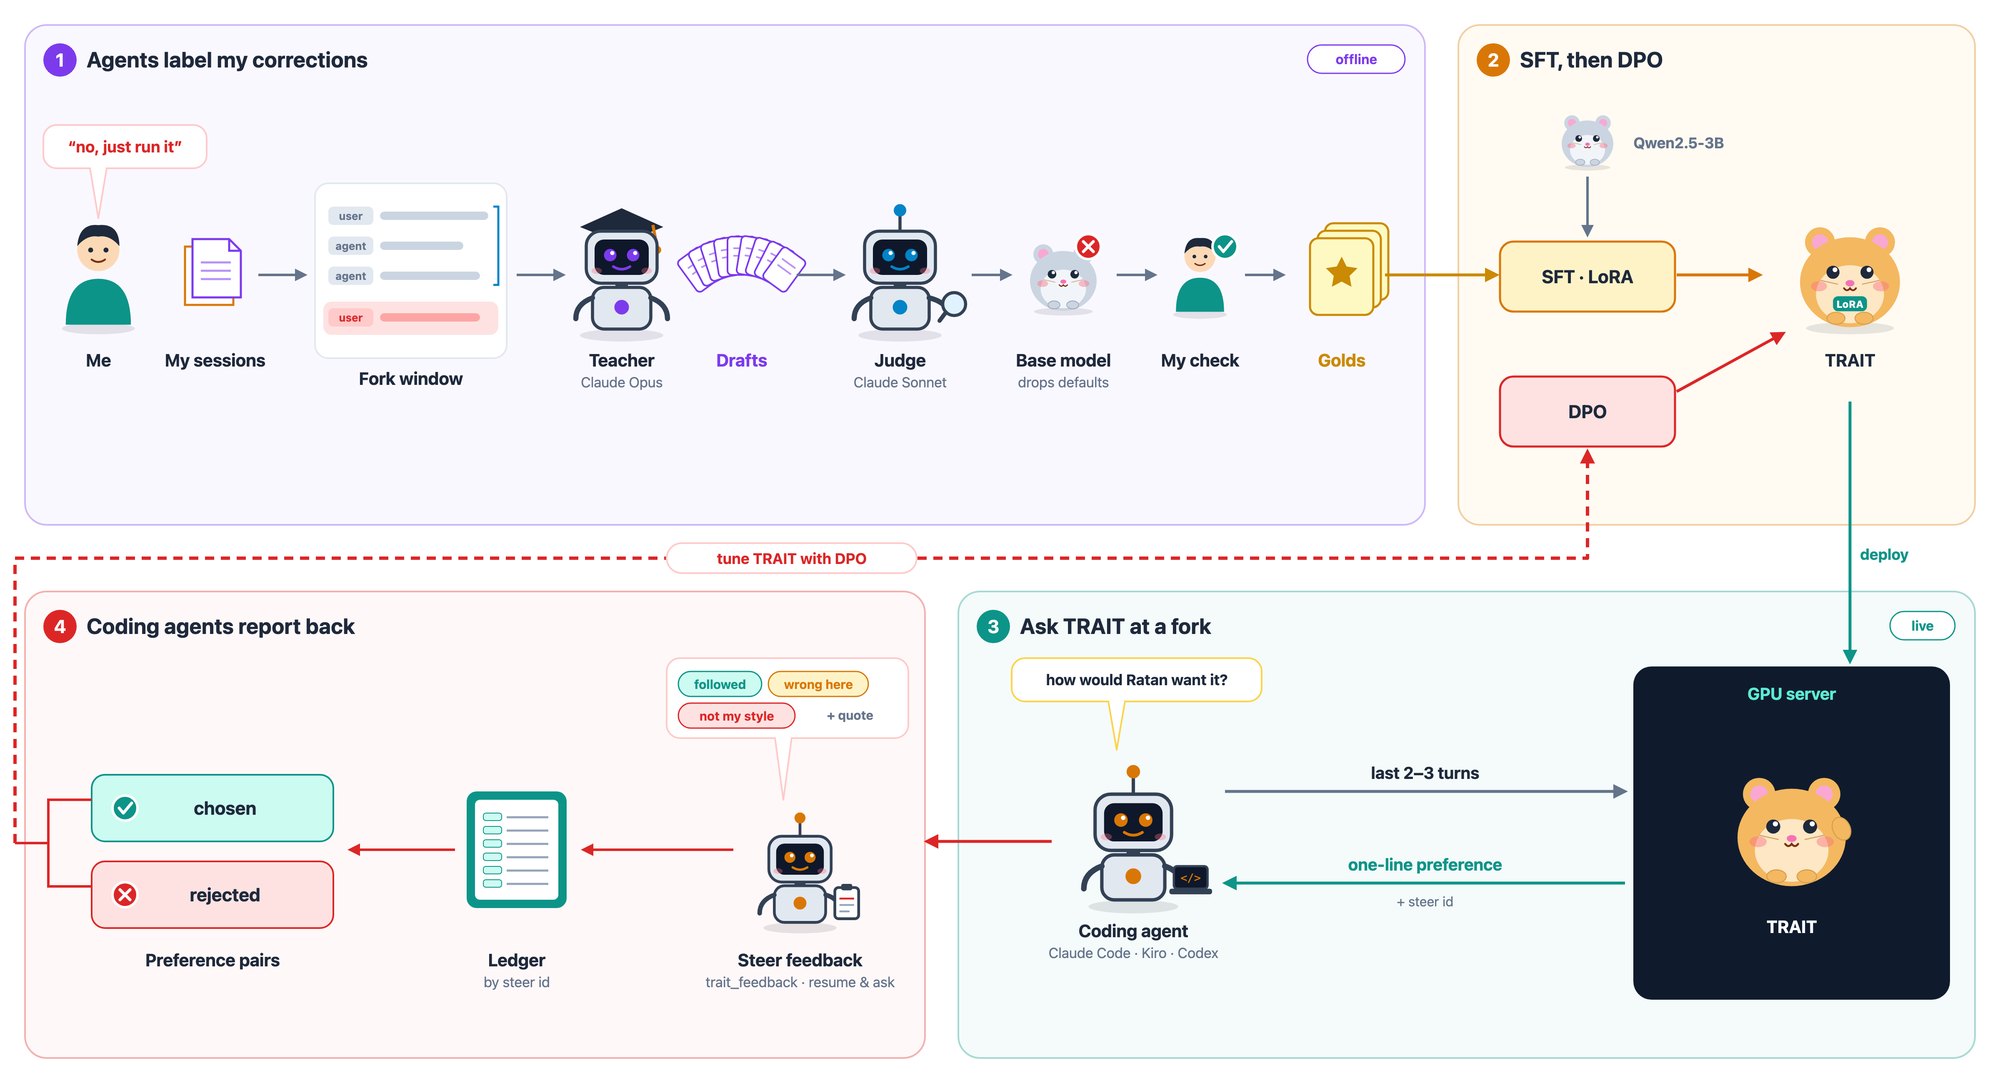 1 Agents label my corrections
offline
“no, just run it”
user
agent
agent
user
Me
My sessions
Fork window
Teacher
Claude Opus
Drafts
Judge
Claude Sonnet
Base model
drops defaults
My check
Golds
2 SFT, then DPO
Qwen2.5-3B
SFT · LoRA
LoRA
TRAIT
DPO
tune TRAIT with DPO
deploy
3 Ask TRAIT at a fork
live
how would Ratan want it?
GPU server
last 2–3 turns
one-line preference
+ steer id
</>
Coding agent
Claude Code · Kiro · Codex
TRAIT
4 Coding agents report back
followed
wrong here
not my style
+ quote
chosen
rejected
Preference pairs
Ledger
by steer id
Steer feedback
trait_feedback · resume & ask